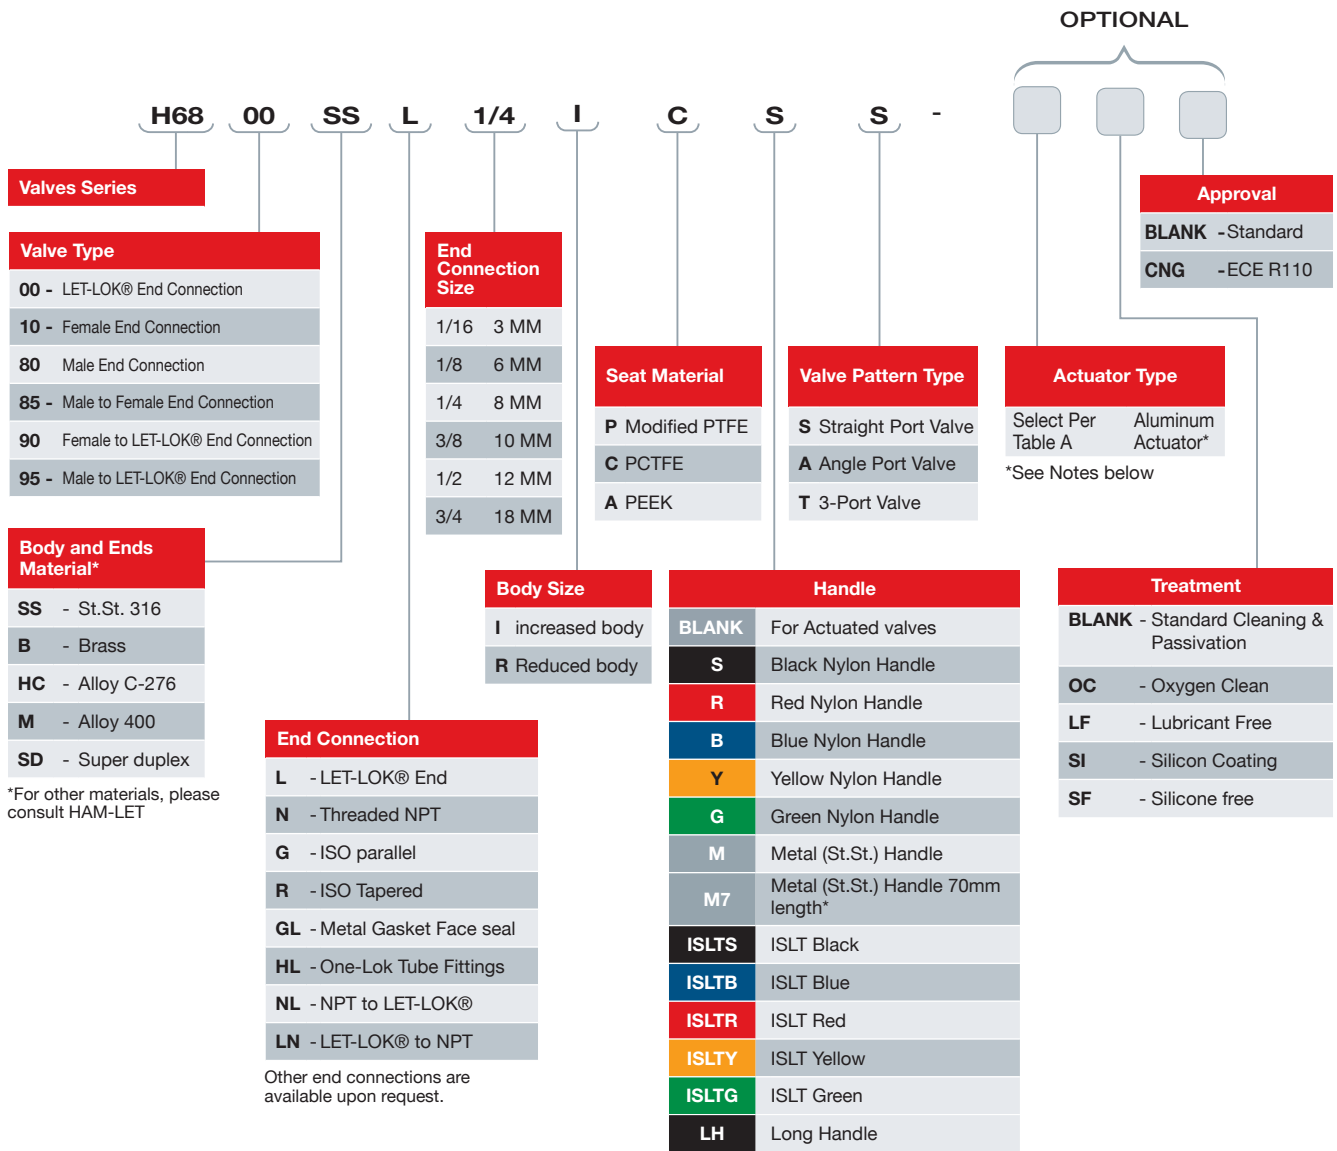 OPTIONAL
H68 00 SS L 1/4 I C S S -
Valves Series
Valve Type
00 - LET-LOK® End Connection
10 - Female End Connection
80 Male End Connection
85 - Male to Female End Connection
90 Female to LET-LOK® End Connection
95 - Male to LET-LOK® End Connection
Body and Ends
Material*
SS - St.St. 316
B - Brass
HC - Alloy C-276
M - Alloy 400
SD - Super duplex
*For other materials, please
consult HAM-LET
End Connection
L - LET-LOK® End
N - Threaded NPT
G - ISO parallel
R - ISO Tapered
GL - Metal Gasket Face seal
HL - One-Lok Tube Fittings
NL - NPT to LET-LOK®
LN - LET-LOK® to NPT
Other end connections are
available upon request.
End
Connection
Size
1/16 3 MM
1/8 6 MM
1/4 8 MM
3/8 10 MM
1/2 12 MM
3/4 18 MM
Body Size
I increased body
R Reduced body
Seat Material
P Modified PTFE
C PCTFE
A PEEK
Handle
BLANK For Actuated valves
S Black Nylon Handle
R Red Nylon Handle
B Blue Nylon Handle
Y Yellow Nylon Handle
G Green Nylon Handle
M Metal (St.St.) Handle
M7 Metal (St.St.) Handle 70mm
length*
ISLTS ISLT Black
ISLTB ISLT Blue
ISLTR ISLT Red
ISLTY ISLT Yellow
ISLTG ISLT Green
LH Long Handle
Valve Pattern Type
S Straight Port Valve
A Angle Port Valve
T 3-Port Valve
Actuator Type
Select Per Aluminum
Table A Actuator*
*See Notes below
Treatment
BLANK - Standard Cleaning &
Passivation
OC - Oxygen Clean
LF - Lubricant Free
SI - Silicon Coating
SF - Silicone free
Approval
BLANK - Standard
CNG - ECE R110